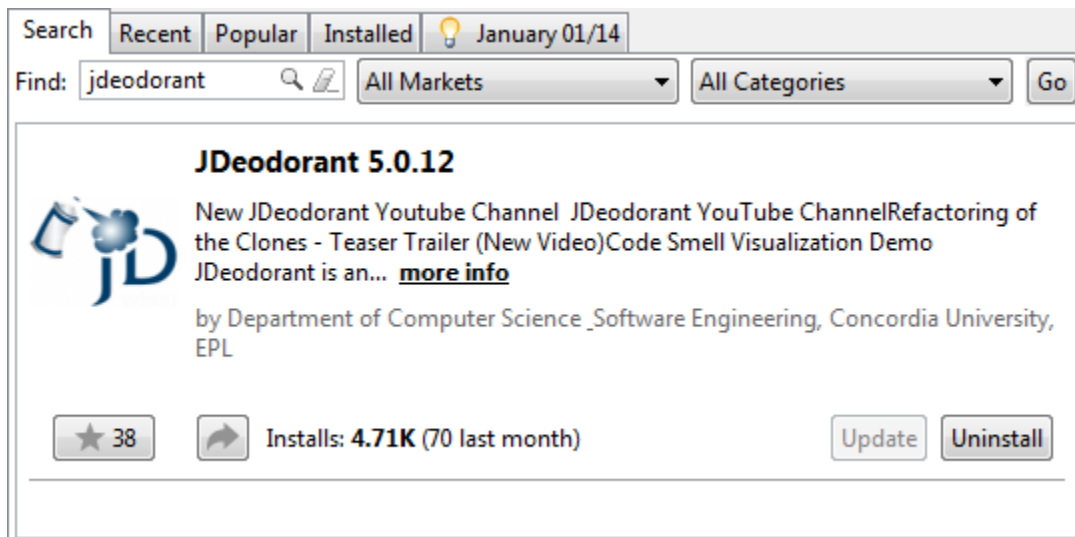 Search Recent Popular Installed January 01/14
Find: jdeodorant All Markets All Categories Go
JDeodorant 5.0.12
New JDeodorant Youtube Channel JDeodorant YouTube ChannelRefactoring of
the Clones - Teaser Trailer (New Video)Code Smell Visualization Demo
JDeodorant is an... more info
by Department of Computer Science _Software Engineering, Concordia University,
EPL
jD
38 Installs: 4.71K (70 last month) Update Uninstall